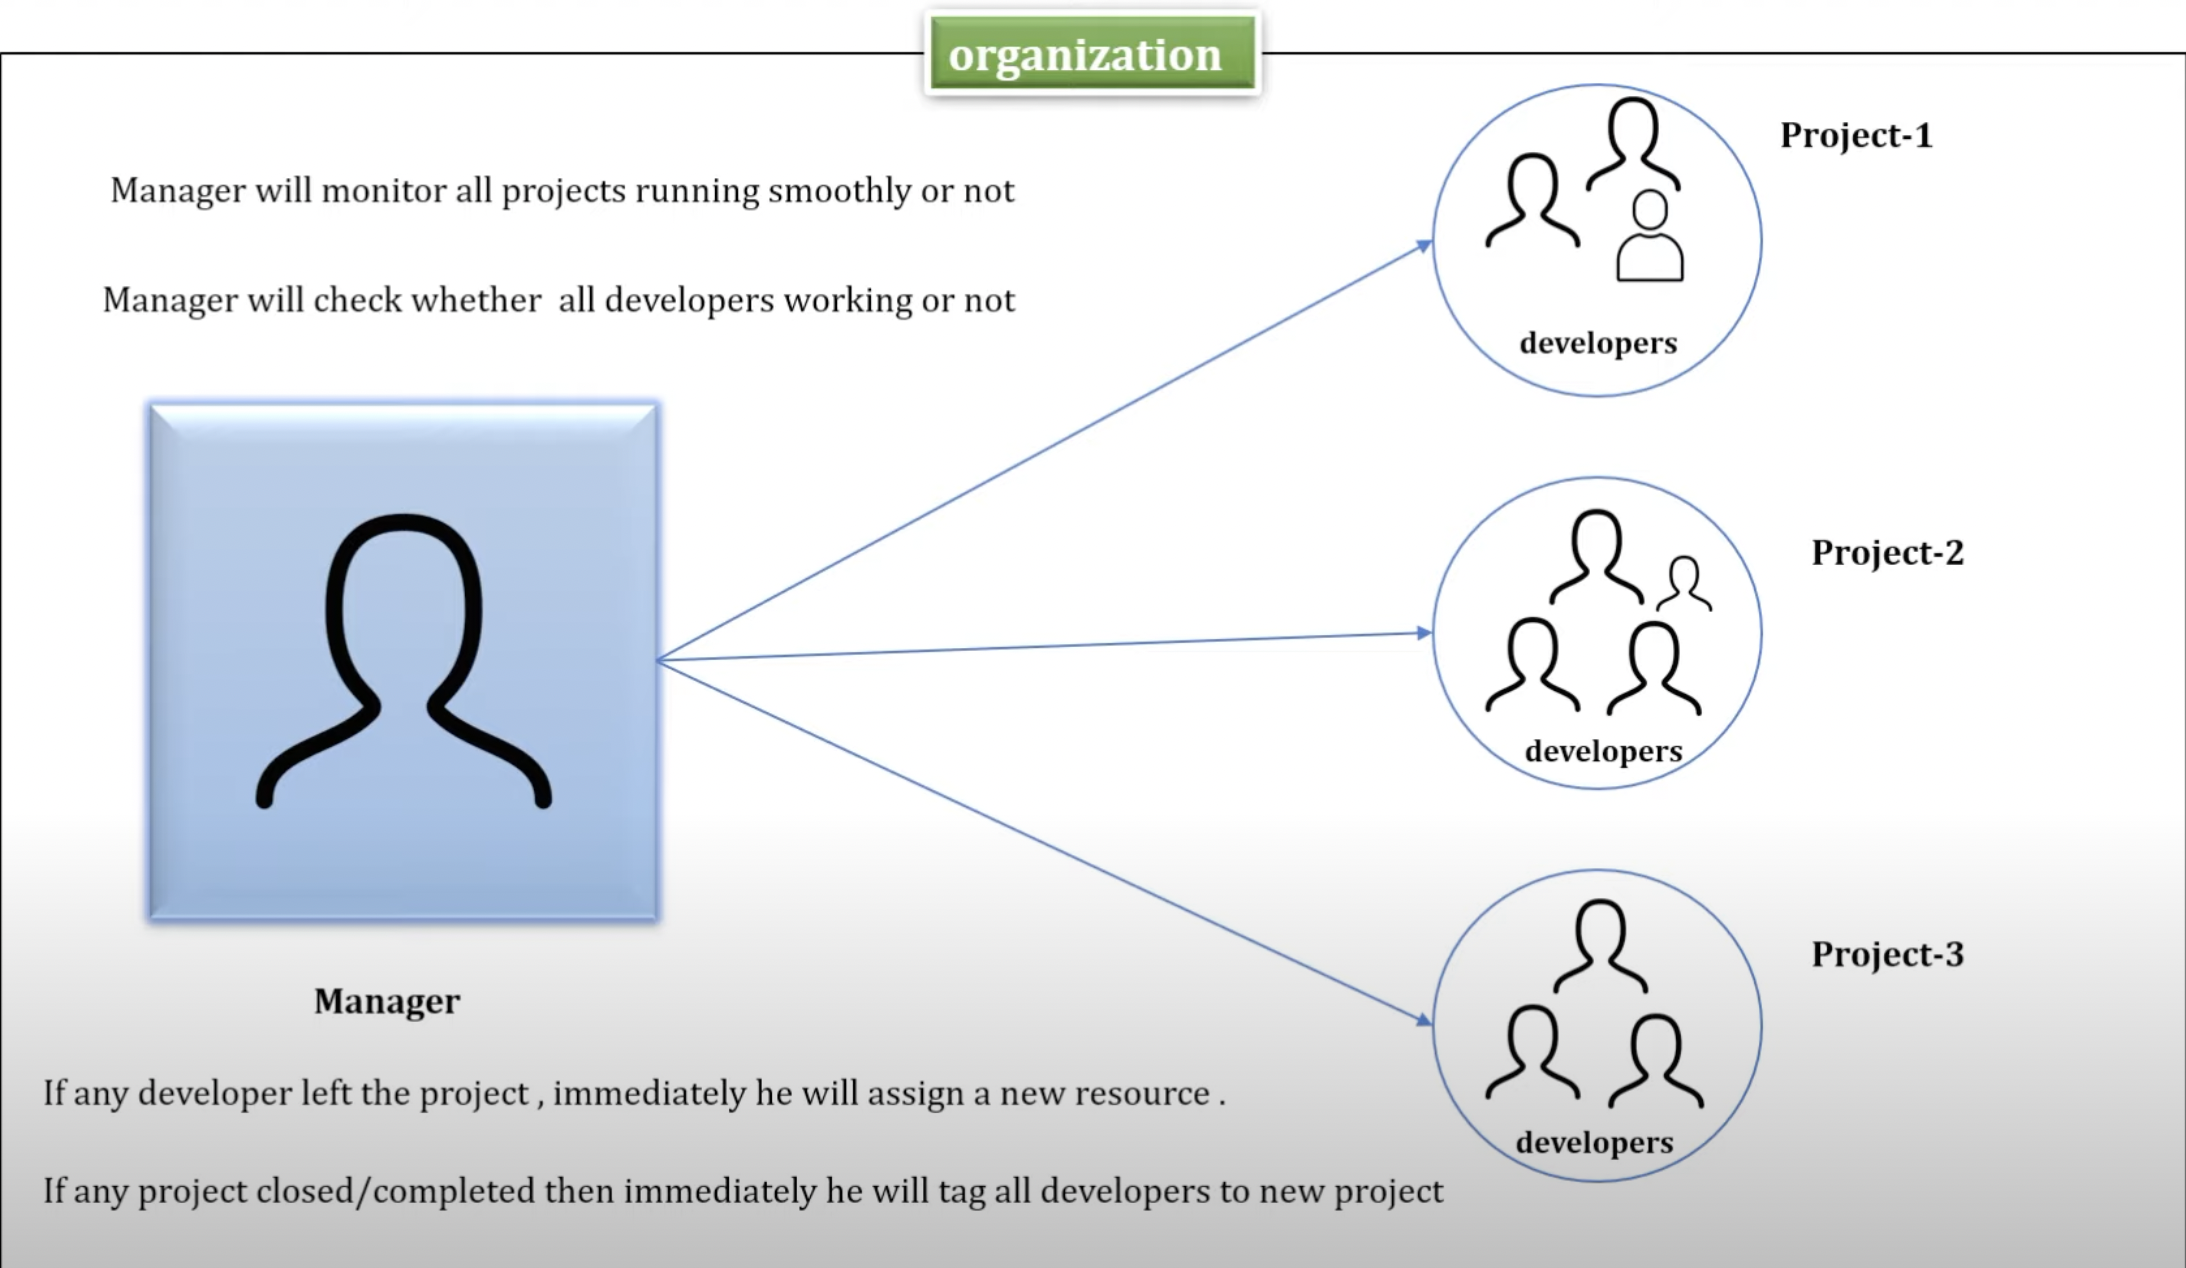 organization
Project-1
Manager will monitor all projects running smoothly or not
Manager will check whether all developers working or not
developers
Project-2
developers
Project-3
Manager
If any developer left the project , immediately he will assign a new resource .
developers
If any project closed/completed then immediately he will tag all developers to new project